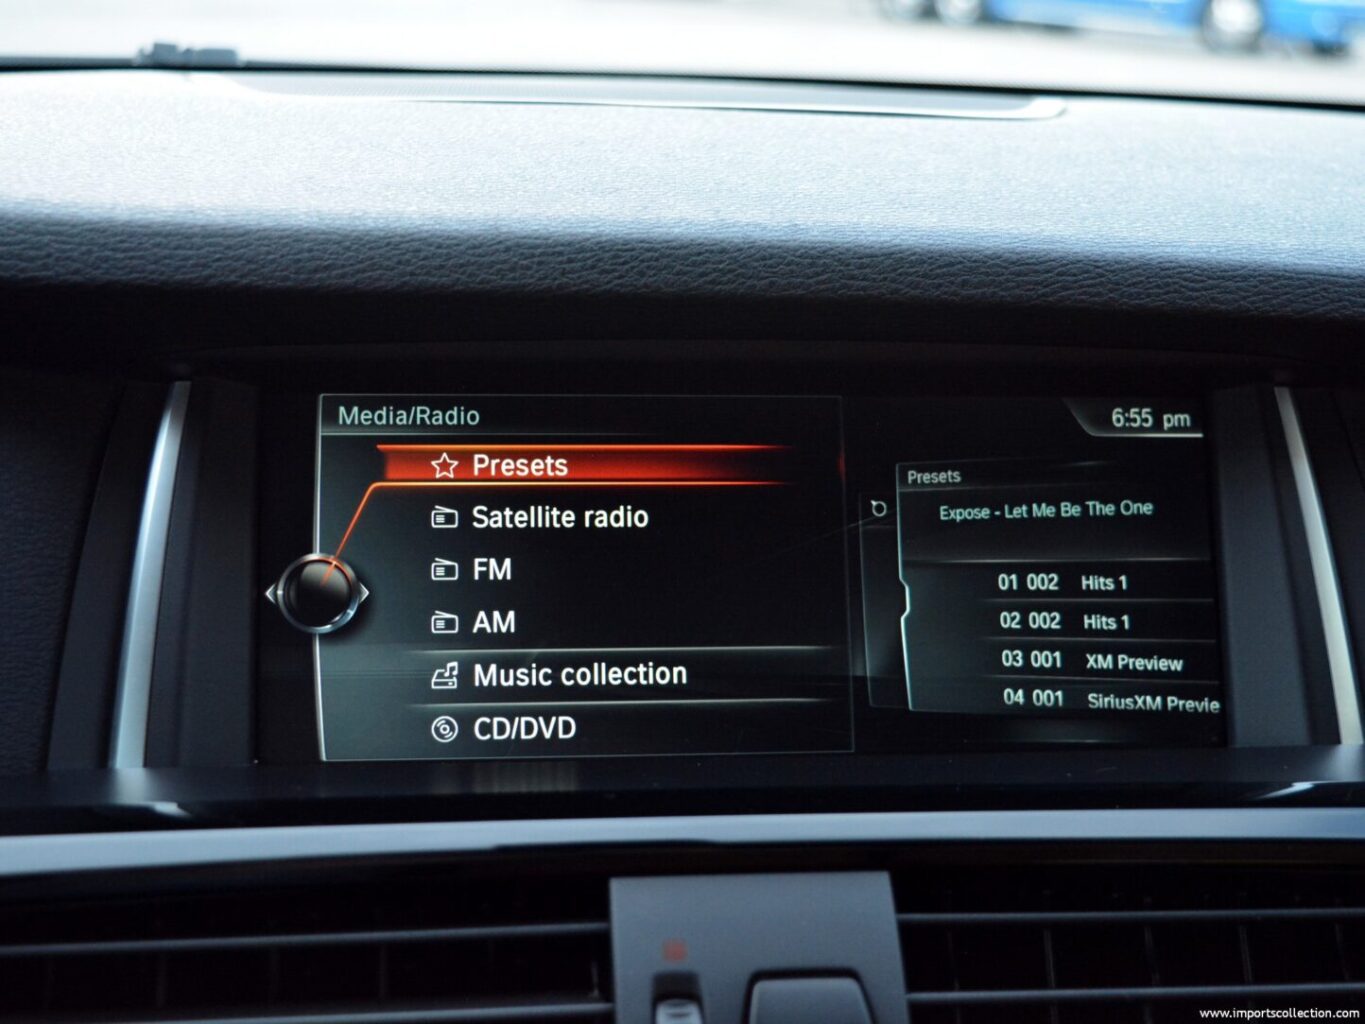 Media/Radio
6:55 pm
Presets
Satellite radio
FM
AM
Music collection
CD/DVD
Presets
Expose - Let Me Be The One
01 002 Hits 1
02 002 Hits 1
03 001 XM Preview
04 001 SiriusXM Previe
www.importscollection.com